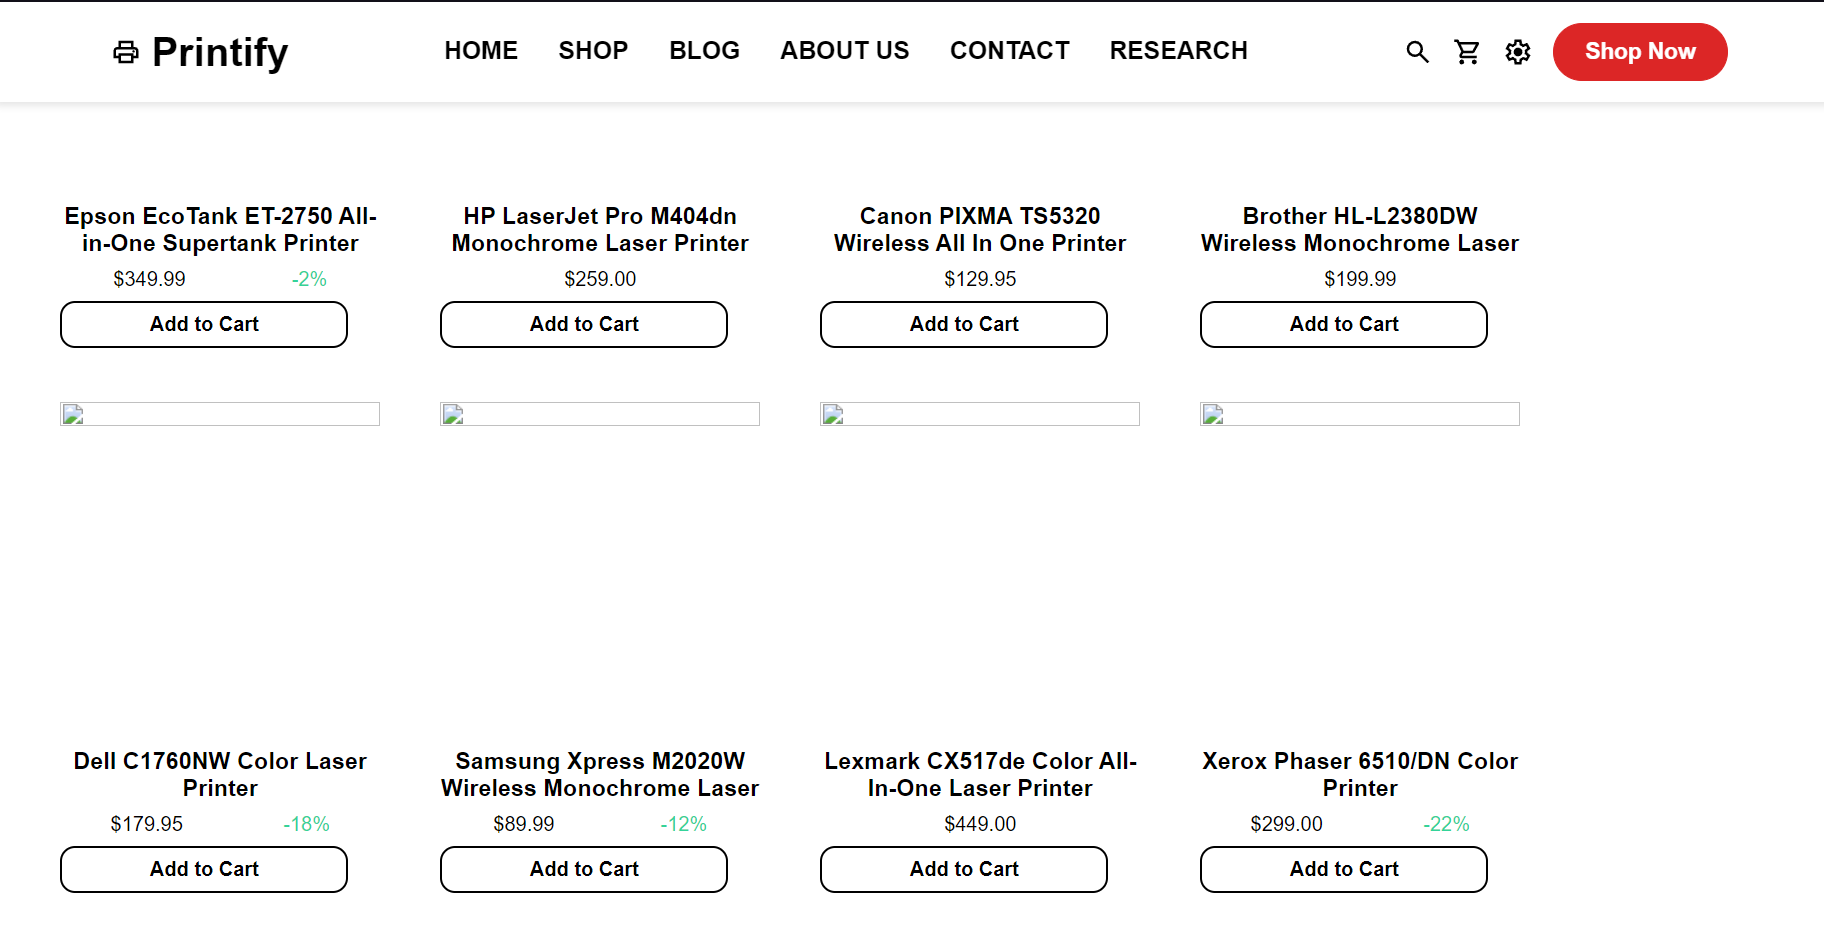 Printify
HOME SHOP BLOG ABOUT US CONTACT RESEARCH
Shop Now
Epson EcoTank ET-2750 All-
in-One Supertank Printer
$349.99 -2%
Add to Cart
HP LaserJet Pro M404dn
Monochrome Laser Printer
$259.00
Add to Cart
Canon PIXMA TS5320
Wireless All In One Printer
$129.95
Add to Cart
Brother HL-L2380DW
Wireless Monochrome Laser
$199.99
Add to Cart
Dell C1760NW Color Laser
Printer
$179.95 -18%
Add to Cart
Samsung Xpress M2020W
Wireless Monochrome Laser
$89.99 -12%
Add to Cart
Lexmark CX517de Color All-
In-One Laser Printer
$449.00
Add to Cart
Xerox Phaser 6510/DN Color
Printer
$299.00 -22%
Add to Cart